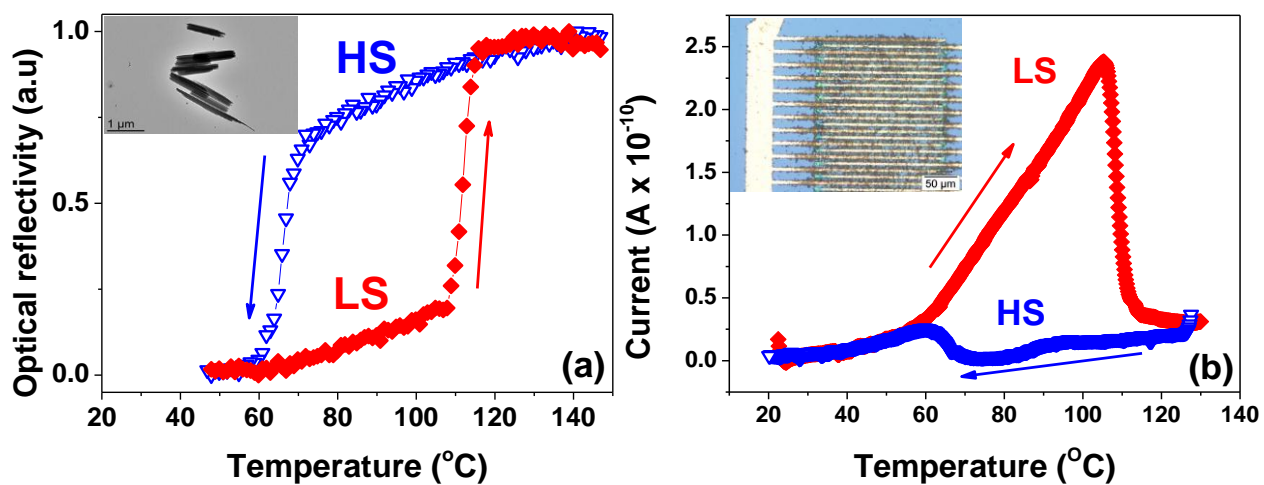 Optical reflectivity (a.u)
1.0
0.5
0.0
1 µm
HS
LS
(a)
20 40 60 80 100 120 140
Temperature (°C)
Current (A x 10⁻¹⁰)
2.5
2.0
1.5
1.0
0.5
0.0
50 µm
LS
HS
(b)
20 40 60 80 100 120 140
Temperature (°C)